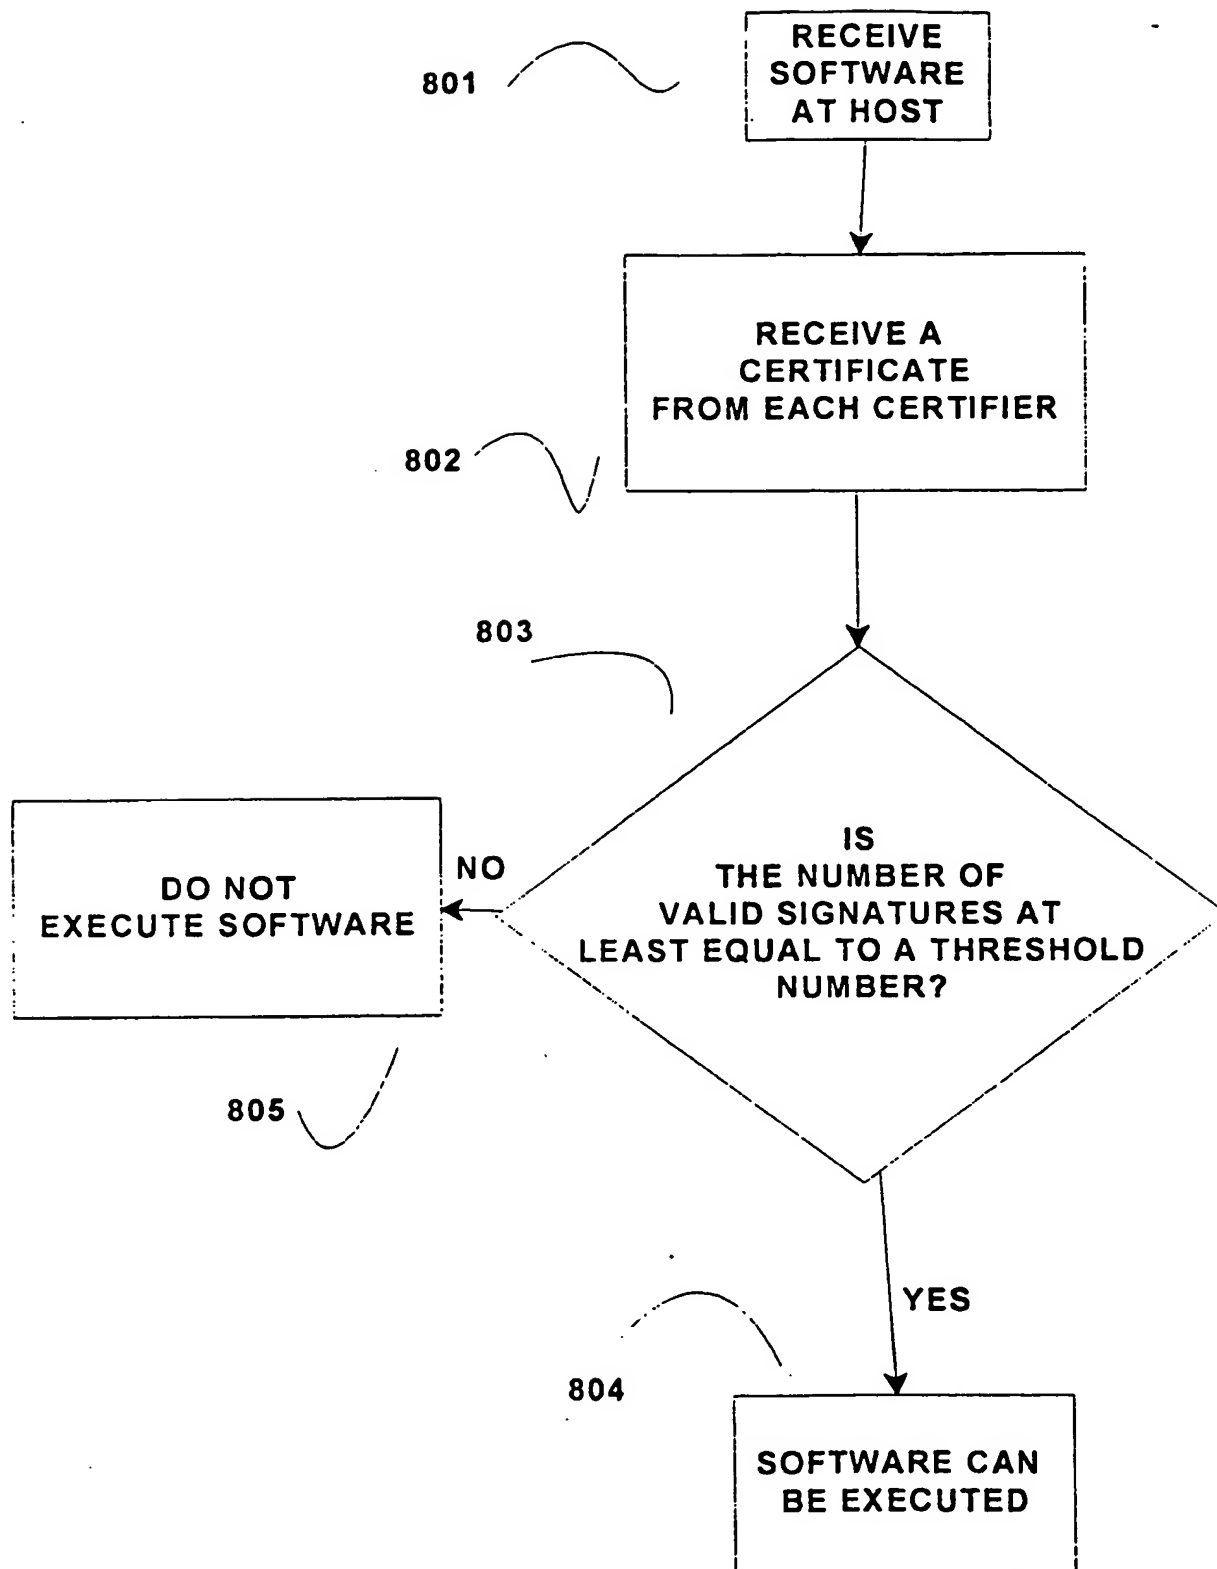 801
RECEIVE
SOFTWARE
AT HOST
RECEIVE A
CERTIFICATE
FROM EACH CERTIFIER
802
803
IS
THE NUMBER OF
VALID SIGNATURES AT
LEAST EQUAL TO A THRESHOLD
NUMBER?
NO
DO NOT
EXECUTE SOFTWARE
805
YES
804
SOFTWARE CAN
BE EXECUTED